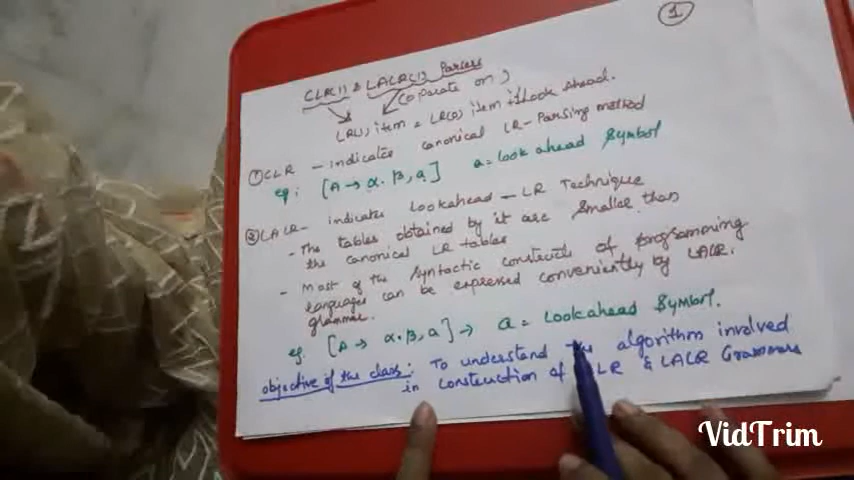 1
CLR(1) & LALR(1) Parsers
(operate on)
LR(1) item = LR(0) item + look ahead.
① CLR - indicates canonical LR-Parsing method
eg: [A → α.β, a] a = look ahead Symbol
② LALR - indicates Lookahead - LR Technique
- The tables obtained by it are smaller than
the canonical LR tables
- Most of the syntactic constructs of programming
languages can be expressed conveniently by LALR.
grammar.
eg. [A → α.β, a] → a = Lookahead Symbol.
objective of the class: To understand the algorithm involved
in construction of LR & LALR Grammars
VidTrim